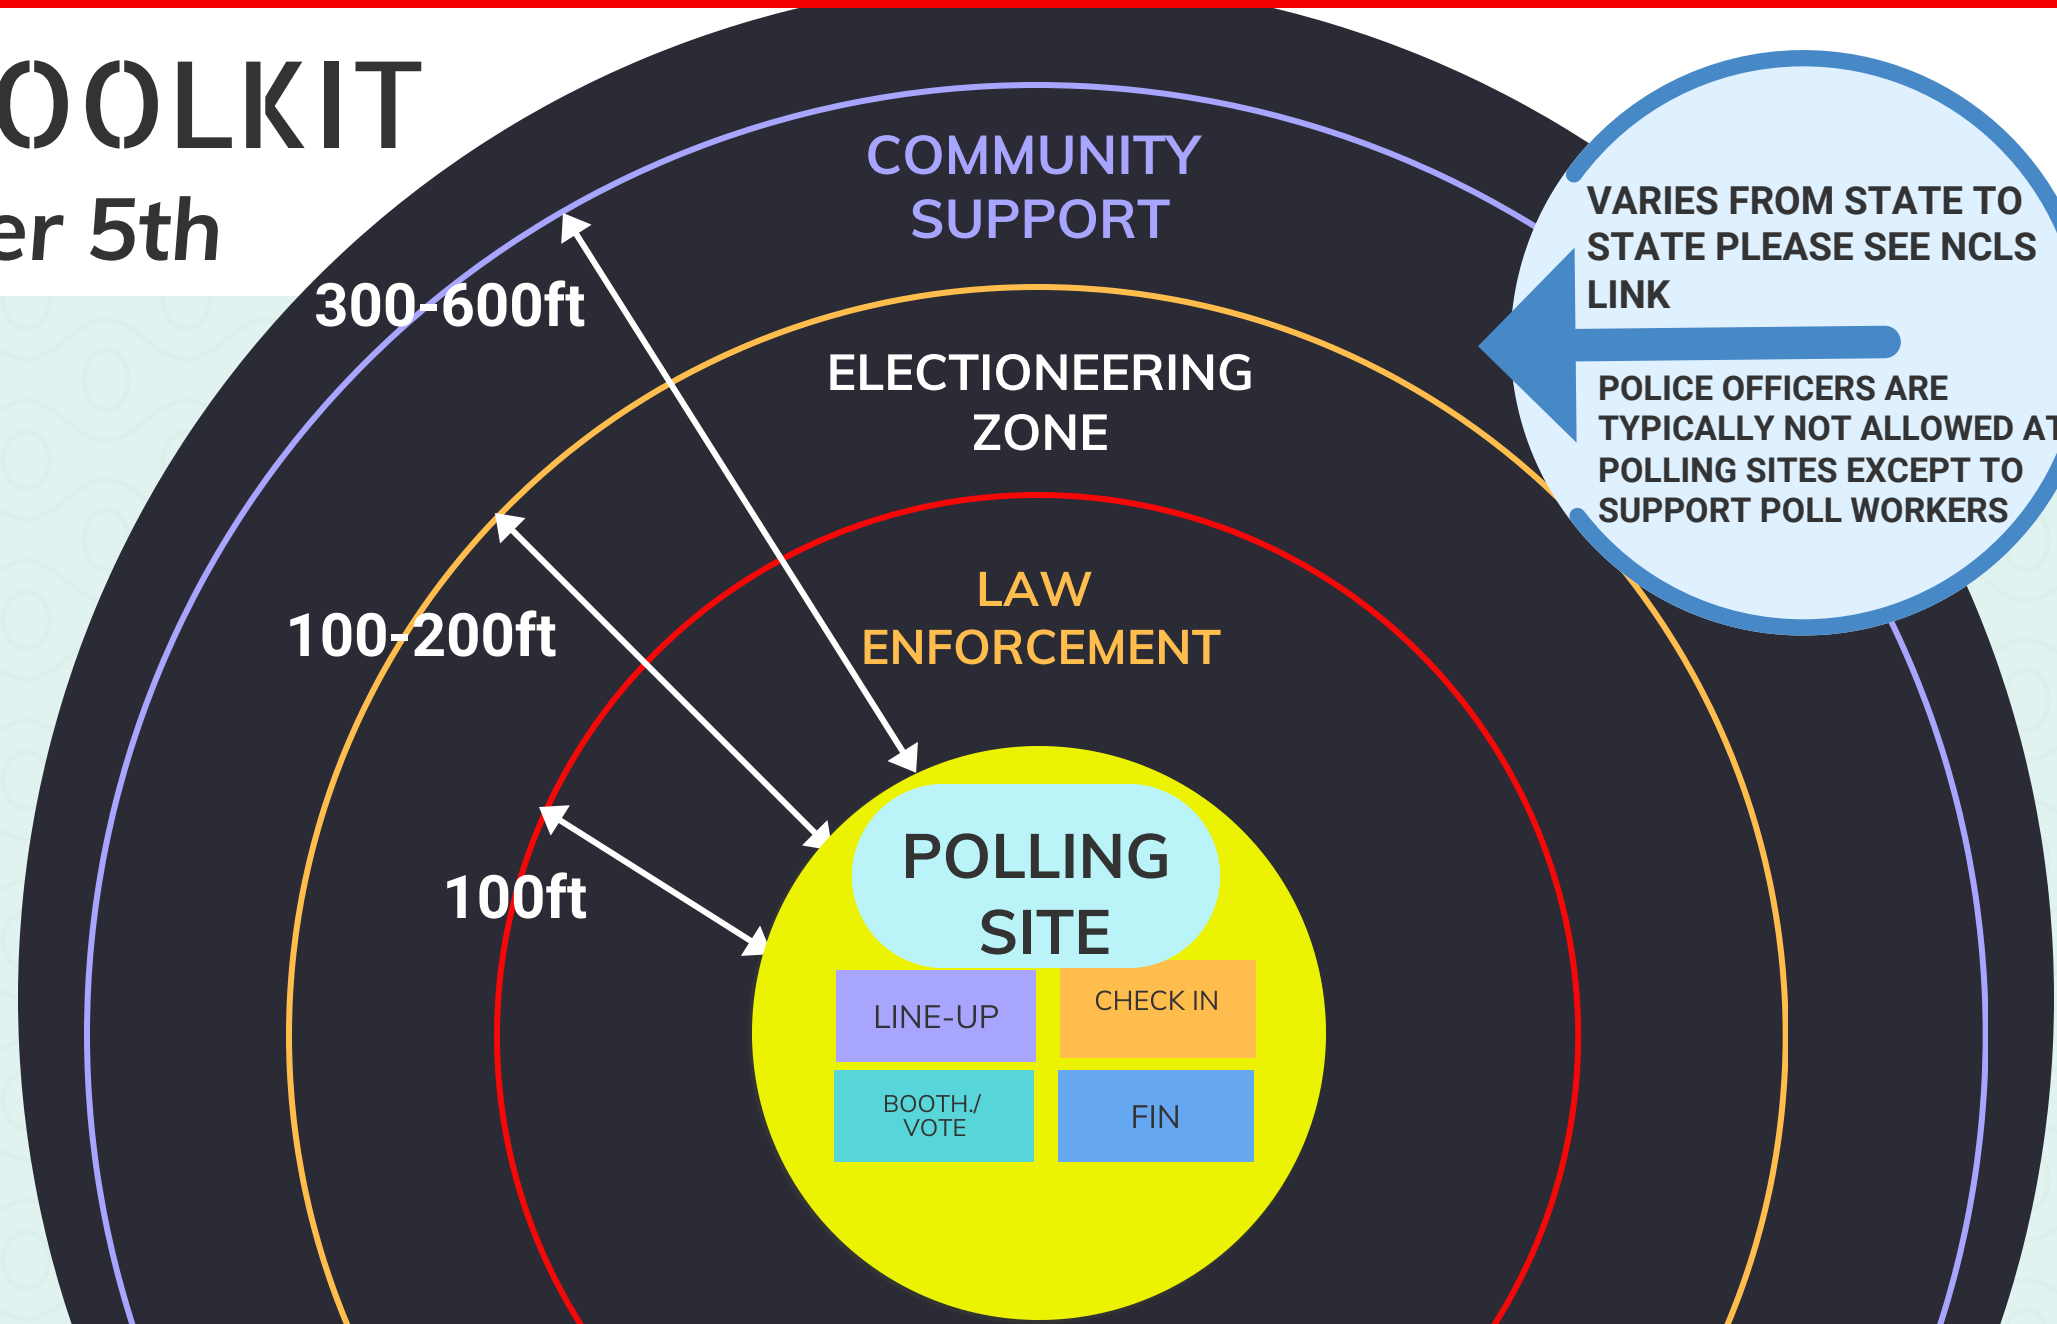 OOLKIT
er 5th
COMMUNITY
SUPPORT
300-600ft
VARIES FROM STATE TO
STATE PLEASE SEE NCLS
LINK
POLICE OFFICERS ARE
TYPICALLY NOT ALLOWED AT
POLLING SITES EXCEPT TO
SUPPORT POLL WORKERS
ELECTIONEERING
ZONE
LAW
ENFORCEMENT
100-200ft
100ft
POLLING
SITE
LINE-UP
CHECK IN
BOOTH./
VOTE
FIN